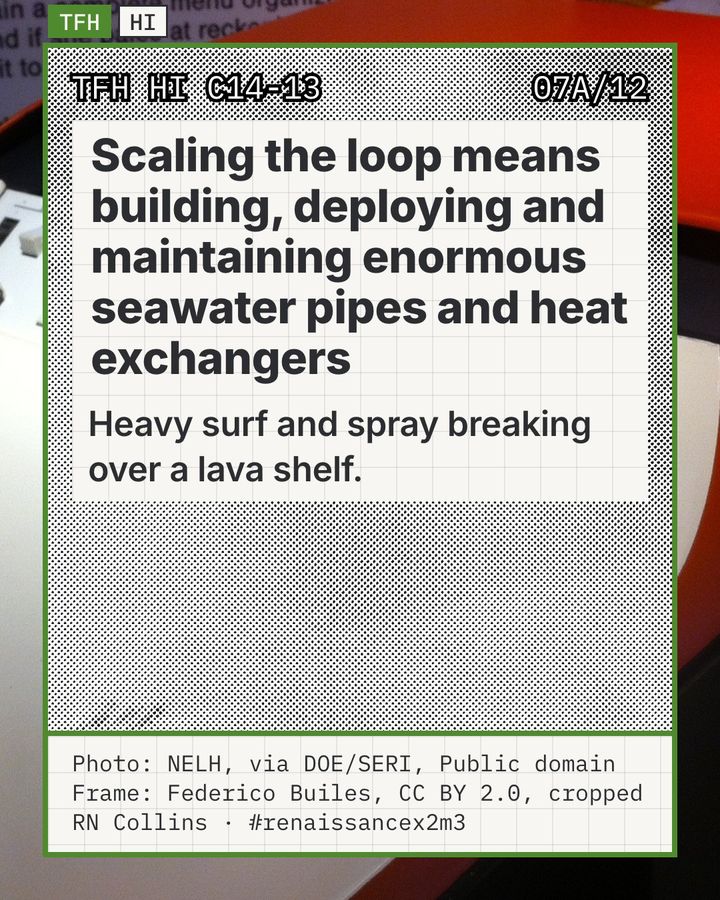 TFH HI
TFH HI C14-13 07A/12
Scaling the loop means
building, deploying and
maintaining enormous
seawater pipes and heat
exchangers
Heavy surf and spray breaking
over a lava shelf.
Photo: NELH, via DOE/SERI, Public domain
Frame: Federico Builes, CC BY 2.0, cropped
RN Collins · #renaissancex2m3